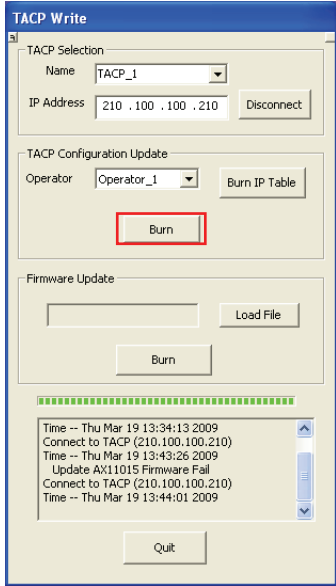 TACP Write
TACP Selection
Name TACP_1
IP Address 210 . 100 . 100 . 210 Disconnect
TACP Configuration Update
Operator Operator_1 Burn IP Table
Burn
Firmware Update
Load File
Burn
Time -- Thu Mar 19 13:34:13 2009
Connect to TACP (210.100.100.210)
Time -- Thu Mar 19 13:43:26 2009
Update AX11015 Firmware Fail
Connect to TACP (210.100.100.210)
Time -- Thu Mar 19 13:44:01 2009
Quit